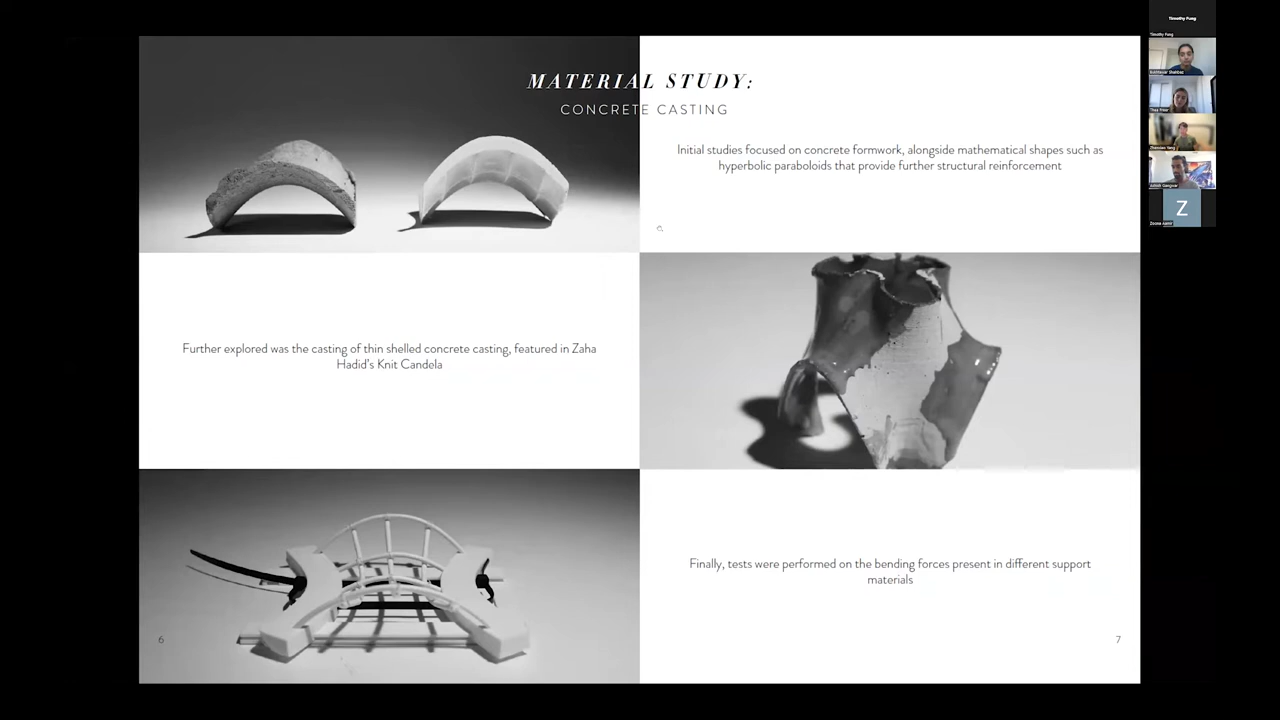 MATERIAL STUDY:
CONCRETE CASTING
Initial studies focused on concrete formwork, alongside mathematical shapes such as
hyperbolic paraboloids that provide further structural reinforcement
Further explored was the casting of thin shelled concrete casting, featured in Zaha
Hadid's Knit Candela
Finally, tests were performed on the bending forces present in different support
materials
6
7
Timothy Fung
Timothy Fung
Z